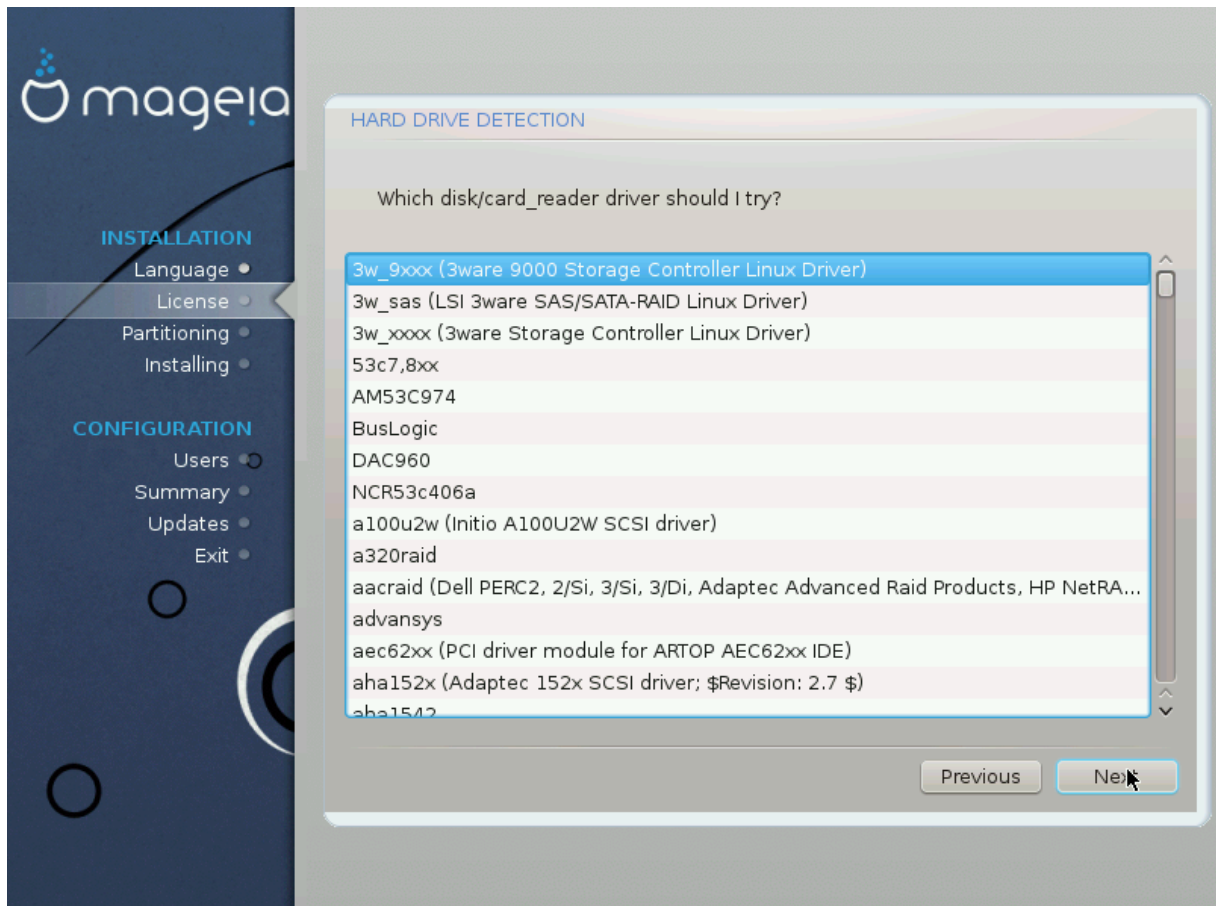 mageia
INSTALLATION
Language
License
Partitioning
Installing
CONFIGURATION
Users
Summary
Updates
Exit
HARD DRIVE DETECTION
Which disk/card_reader driver should I try?
3w_9xxx (3ware 9000 Storage Controller Linux Driver)
3w_sas (LSI 3ware SAS/SATA-RAID Linux Driver)
3w_xxxx (3ware Storage Controller Linux Driver)
53c7,8xx
AM53C974
BusLogic
DAC960
NCR53c406a
a100u2w (Initio A100U2W SCSI driver)
a320raid
aacraid (Dell PERC2, 2/Si, 3/Si, 3/Di, Adaptec Advanced Raid Products, HP NetRA...
advansys
aec62xx (PCI driver module for ARTOP AEC62xx IDE)
aha152x (Adaptec 152x SCSI driver; $Revision: 2.7 $)
aha1542
Previous
Next